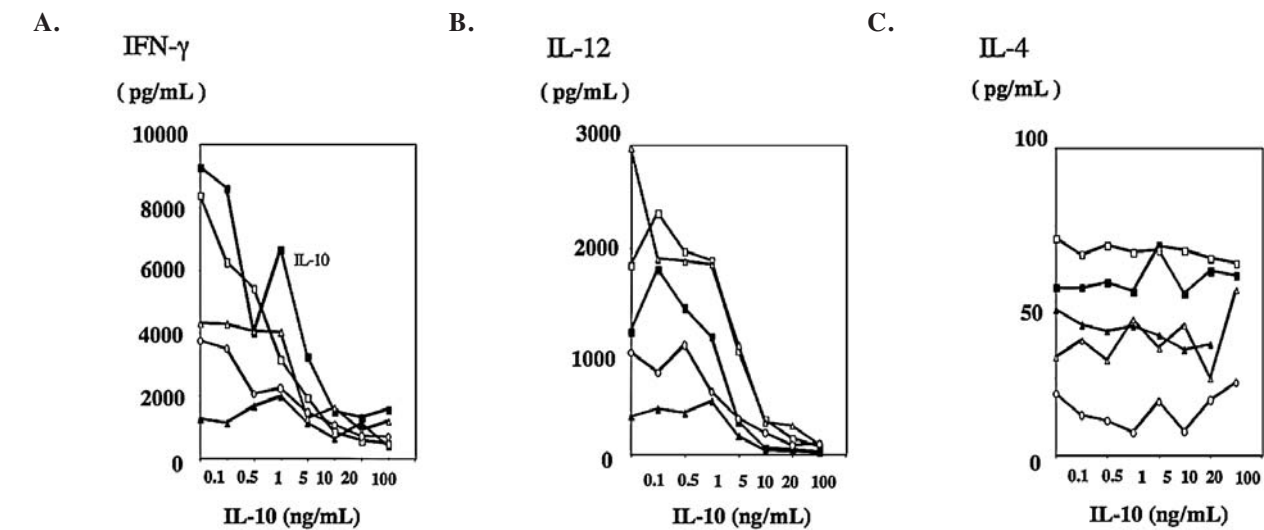 A.
IFN-γ
( pg/mL )
10000
8000
6000
4000
2000
0
IL-10
0.1 0.5 1 5 10 20 100
IL-10 (ng/mL)
B.
IL-12
( pg/mL )
3000
2000
1000
0
0.1 0.5 1 5 10 20 100
IL-10 (ng/mL)
C.
IL-4
( pg/mL )
100
50
0
0.1 0.5 1 5 10 20 100
IL-10 (ng/mL)